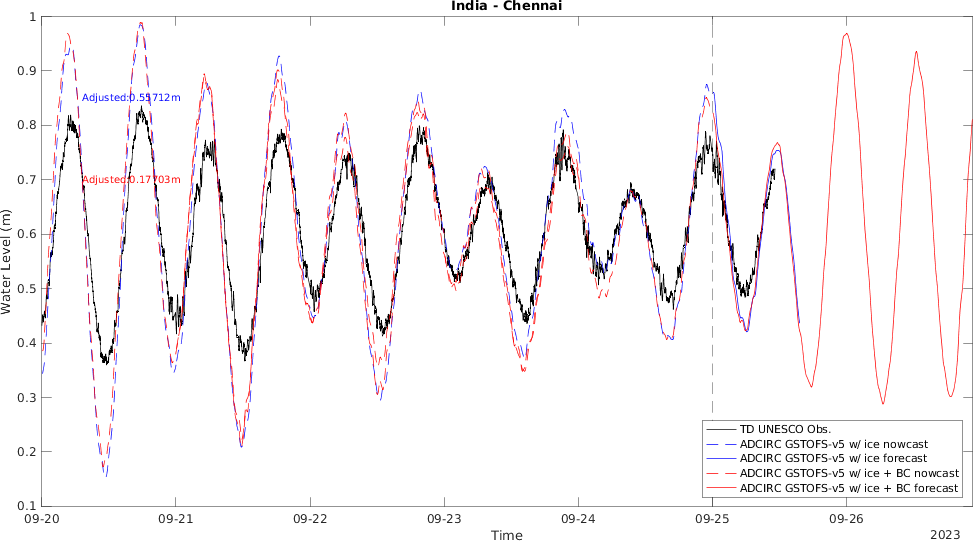 India - Chennai
1
0.9
0.8
0.7
0.6
0.5
0.4
0.3
0.2
0.1
Water Level (m)
Adjusted:0.55712m
Adjusted:0.17703m
TD UNESCO Obs.
ADCIRC GSTOFS-v5 w/ ice nowcast
ADCIRC GSTOFS-v5 w/ ice forecast
ADCIRC GSTOFS-v5 w/ ice + BC nowcast
ADCIRC GSTOFS-v5 w/ ice + BC forecast
09-20 09-21 09-22 09-23 09-24 09-25 09-26
Time
2023